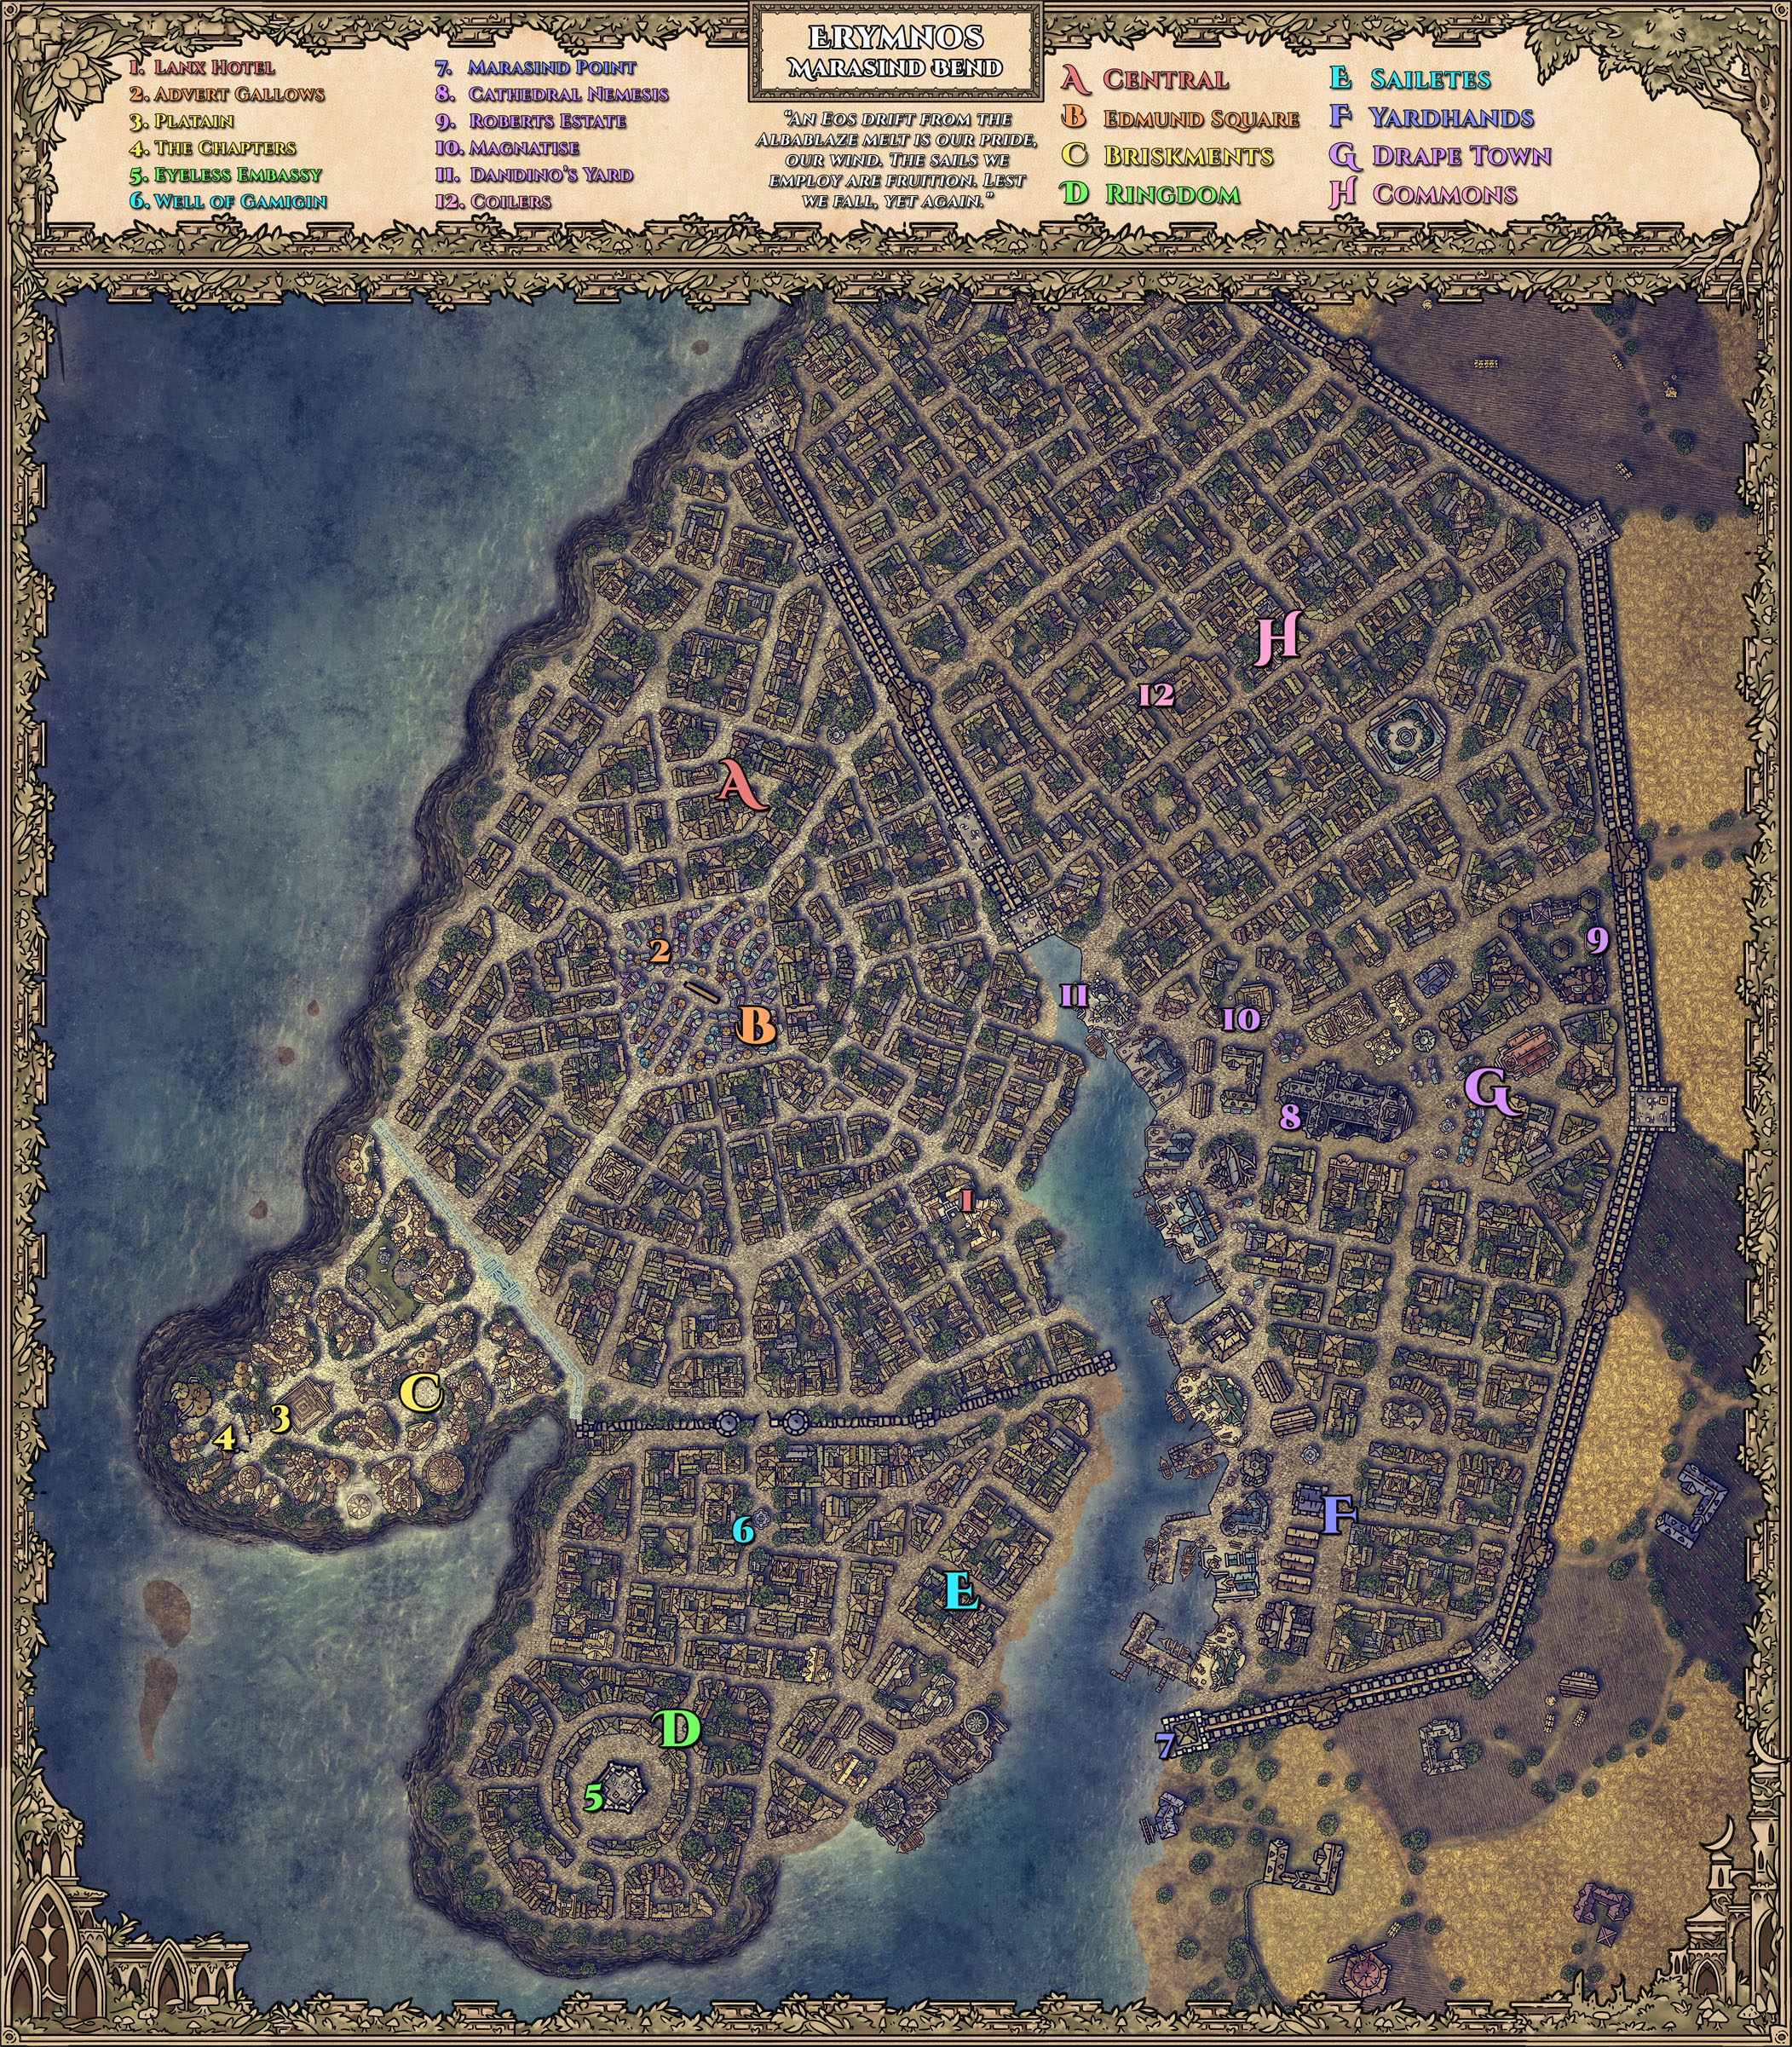 ERYMNOS
MARASIND BEND
1. LANX HOTEL
2. ADVERT GALLOWS
3. PLATAIN
4. THE CHAPTERS
5. EYELESS EMBASSY
6. WELL OF GAMIGIN
7. MARASIND POINT
8. CATHEDRAL NEMESIS
9. ROBERTS ESTATE
10. MAGNATISE
11. DANDINO'S YARD
12. COILERS
"AN EOS DRIFT FROM THE
ALBABLAZE MELT IS OUR PRIDE,
OUR WIND. THE SAILS WE
EMPLOY ARE FRUITION. LEST
WE FALL, YET AGAIN."
A CENTRAL
B EDMUND SQUARE
C BRISKMENTS
D RINGDOM
E SAILETES
F YARDHANDS
G DRAPE TOWN
H COMMONS
H
12
A
2
9
11
B
10
G
8
1
C
3
4
F
6
E
D
7
5